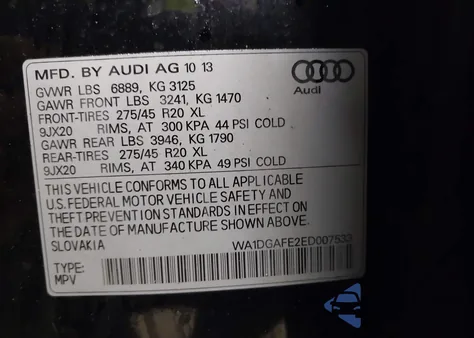 MFD. BY AUDI AG 10 13
GVWR LBS 6889, KG 3125
GAWR FRONT LBS 3241, KG 1470
FRONT-TIRES 275/45 R20 XL
9JX20 RIMS, AT 300 KPA 44 PSI COLD
GAWR REAR LBS 3946, KG 1790
REAR-TIRES 275/45 R20 XL
9JX20 RIMS, AT 340 KPA 49 PSI COLD
Audi
THIS VEHICLE CONFORMS TO ALL APPLICABLE
U.S. FEDERAL MOTOR VEHICLE SAFETY AND
THEFT PREVENTION STANDARDS IN EFFECT ON
THE DATE OF MANUFACTURE SHOWN ABOVE.
SLOVAKIA WA1DGAFE2ED007533
TYPE:
MPV